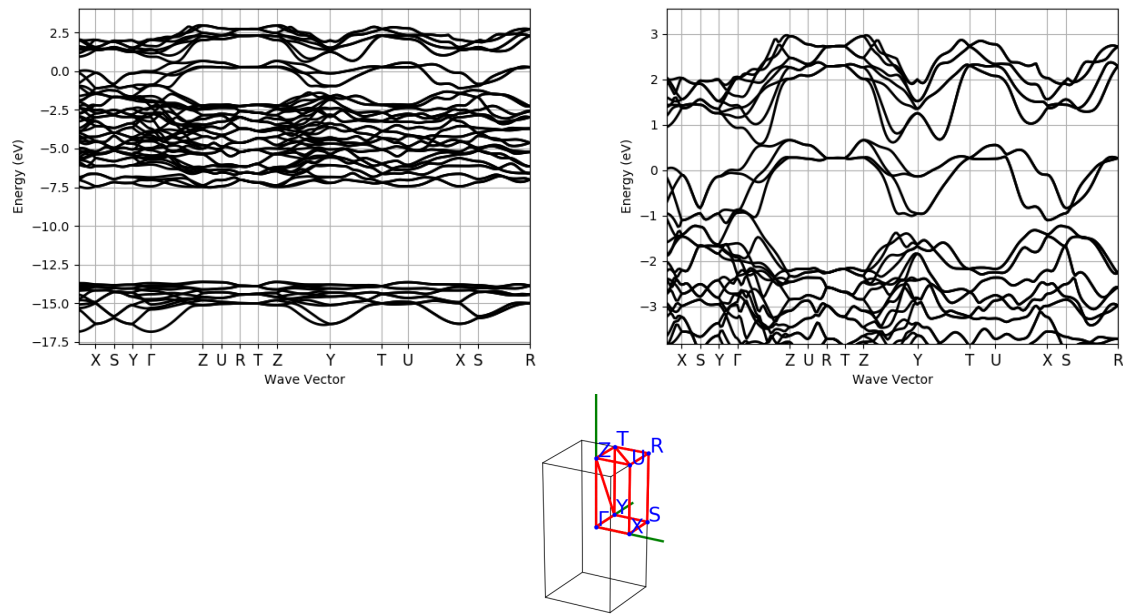 2.5
0.0
−2.5
−5.0
−7.5
−10.0
−12.5
−15.0
−17.5
Energy (eV)
X S Y Γ Z U R T Z Y T U X S R
Wave Vector
3
2
1
0
−1
−2
−3
Energy (eV)
X S Y Γ Z U R T Z Y T U X S R
Wave Vector
Z T R
U
Γ Y S
X